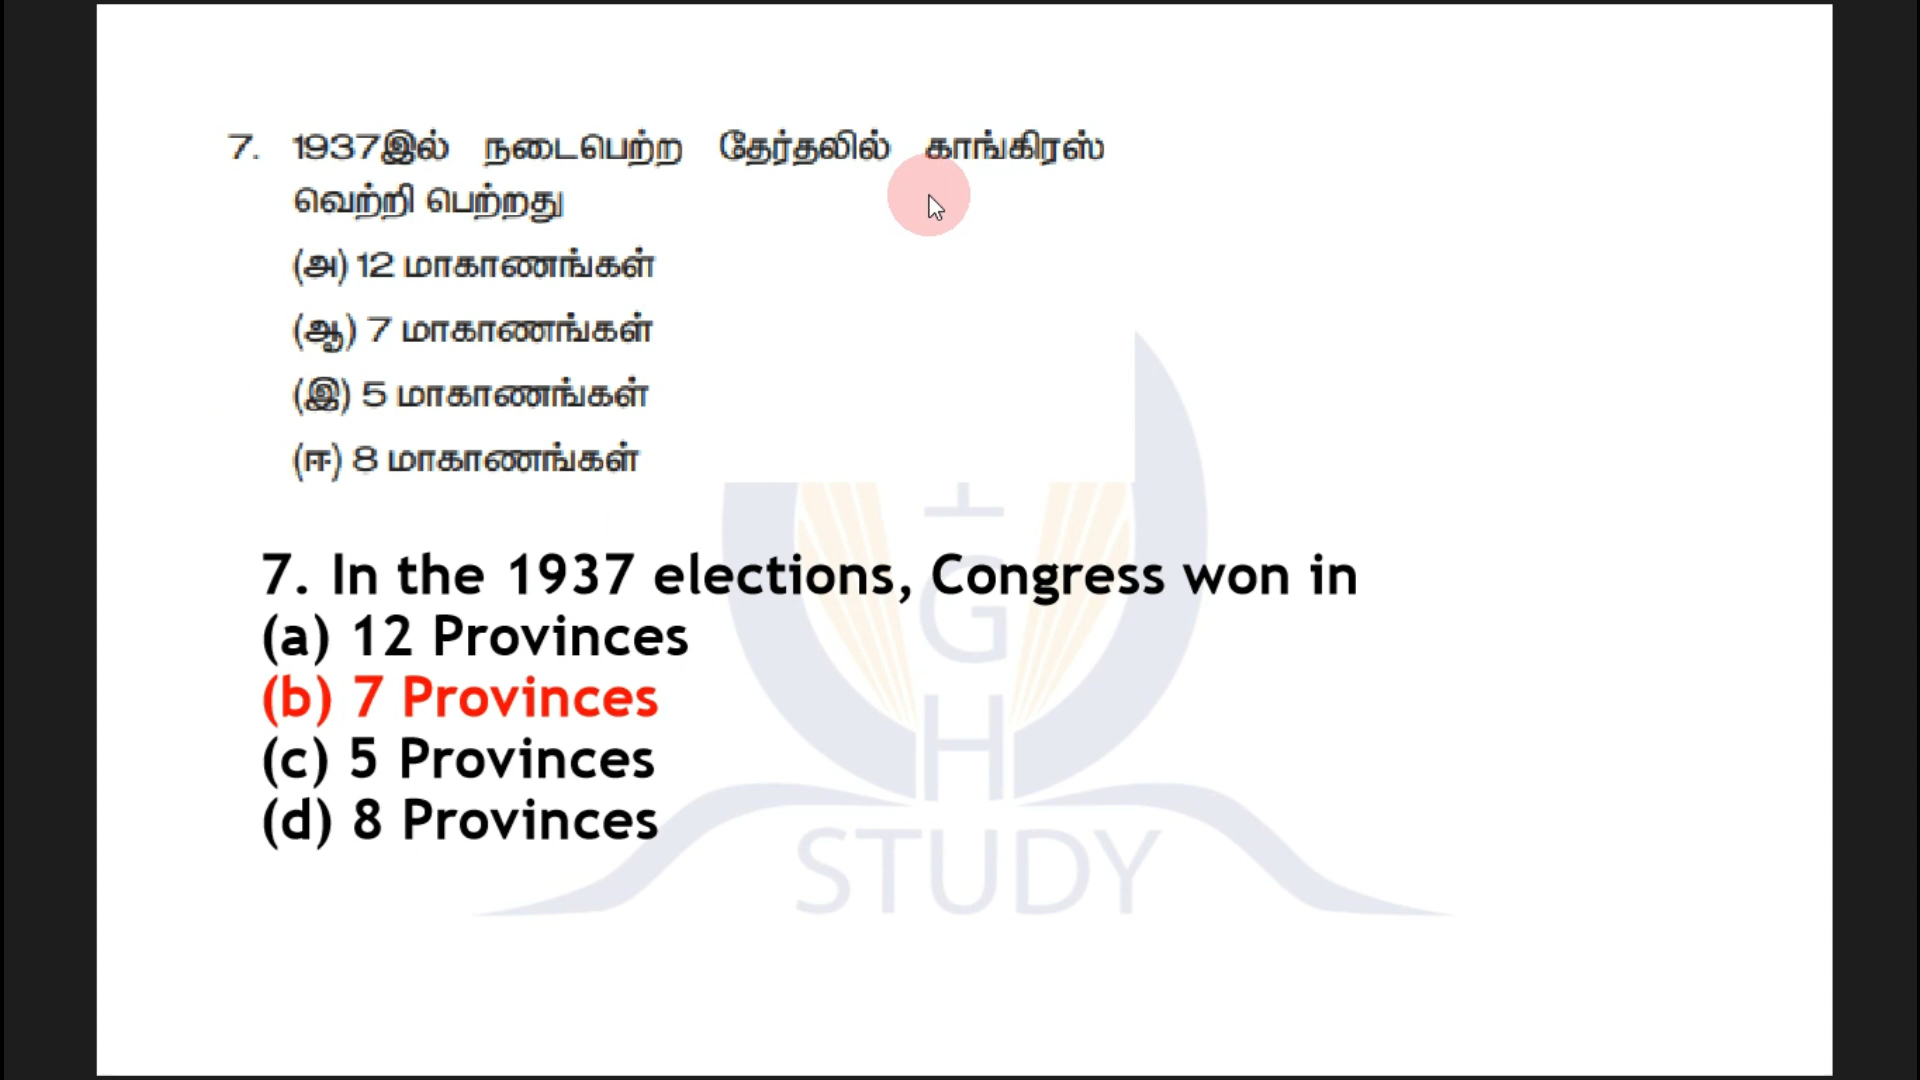 7. 1937இல் நடைபெற்ற தேர்தலில் காங்கிரஸ்
வெற்றி பெற்றது
(அ) 12 மாகாணங்கள்
(ஆ) 7 மாகாணங்கள்
(இ) 5 மாகாணங்கள்
(ஈ) 8 மாகாணங்கள்
7. In the 1937 elections, Congress won in
(a) 12 Provinces
(b) 7 Provinces
(c) 5 Provinces
(d) 8 Provinces
I
G
H
STUDY